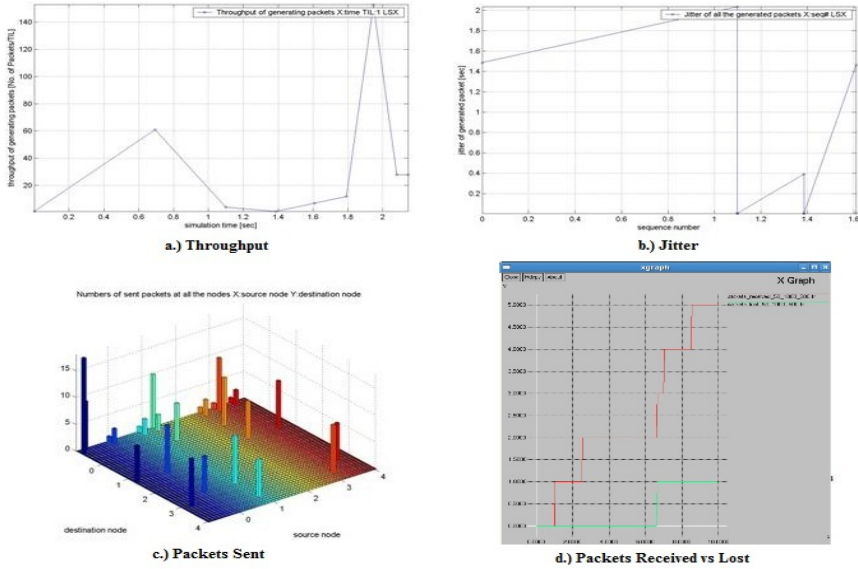 Throughput of generating packets X:time TIL:1 LSX
throughput of generating packets [No. of Packets/TIL]
140
120
100
80
60
40
20
0.2 0.4 0.6 0.8 1 1.2 1.4 1.6 1.8 2
simulation time [sec]
a.) Throughput
Jitter of all the generated packets X:seq# LSX
jitter of generated packet [sec]
2
1.8
1.6
1.4
1.2
1
0.8
0.6
0.4
0.2
0 0.2 0.4 0.6 0.8 1 1.2 1.4 1.6
sequence number
b.) Jitter
Numbers of sent packets at all the nodes X:source node Y:destination node
15
10
5
0
0
1
2
3
4
0
1
2
3
4
destination node
source node
c.) Packets Sent
xgraph
Close Hdcpy About
X Graph
Y
5.0000
4.0000
d.) Packets Received vs Lost